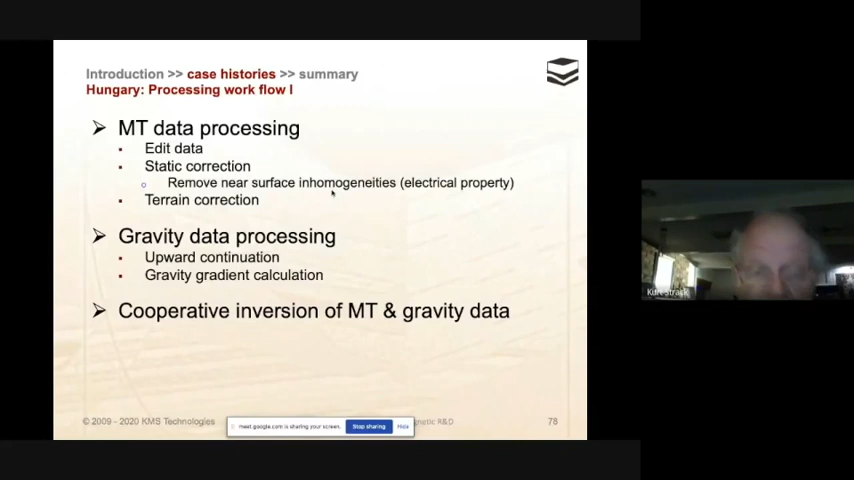 Introduction >> case histories >> summary
Hungary: Processing work flow I
MT data processing
Edit data
Static correction
Remove near surface inhomogeneities (electrical property)
Terrain correction
Gravity data processing
Upward continuation
Gravity gradient calculation
Cooperative inversion of MT & gravity data
© 2009 - 2020 KMS Technologies
meet.google.com is sharing your screen.
Stop sharing
Hide
R&D
78